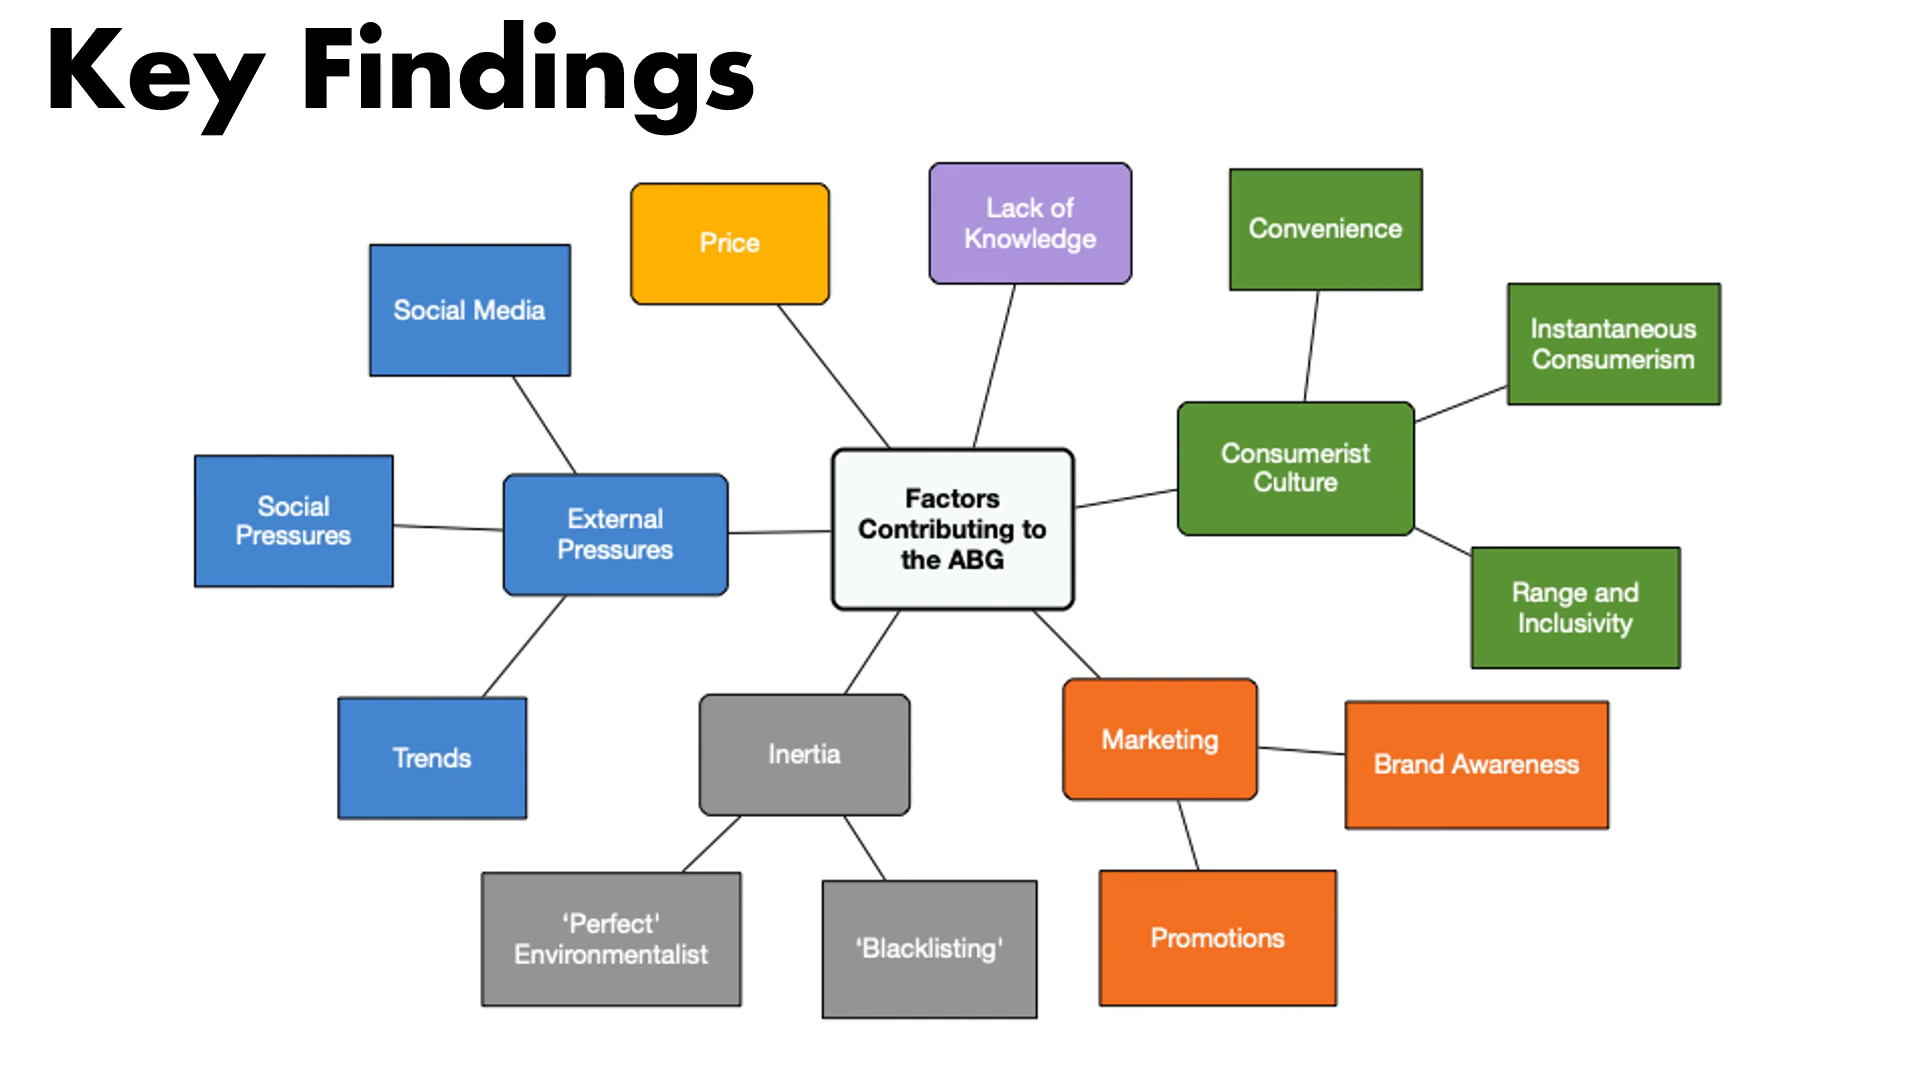 Key Findings
Lack of
Knowledge
Price
Convenience
Social Media
Instantaneous
Consumerism
Consumerist
Culture
Social
Pressures
External
Pressures
Factors
Contributing to
the ABG
Range and
Inclusivity
Trends
Inertia
Marketing
Brand Awareness
‘Perfect'
Environmentalist
‘Blacklisting'
Promotions